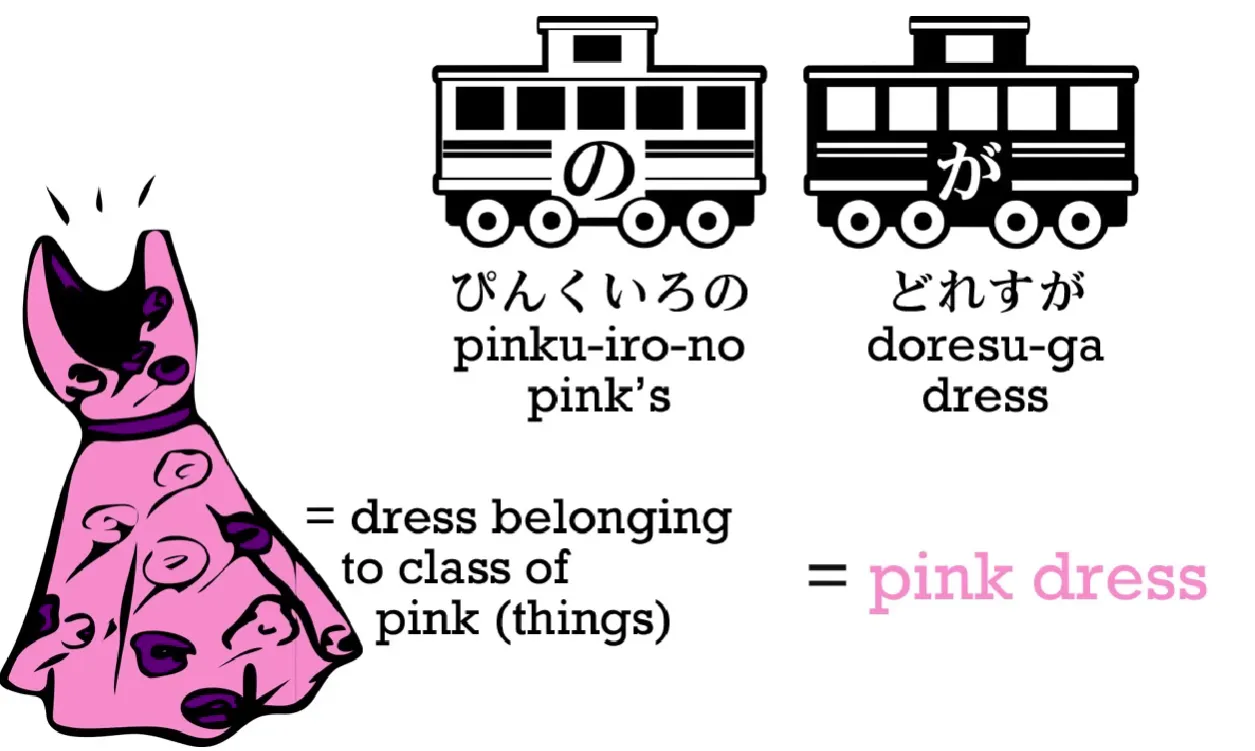 の
が
ぴんくいろの
pinku-iro-no
pink's
どれすが
doresu-ga
dress
= dress belonging
to class of
pink (things)
= pink dress